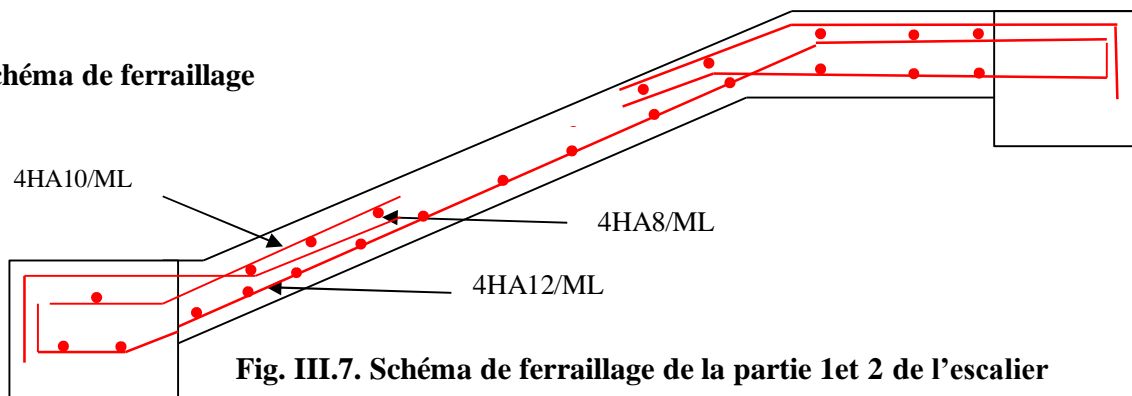 chéma de ferraillage
4HA10/ML
4HA8/ML
4HA12/ML
Fig. III.7. Schéma de ferraillage de la partie 1et 2 de l’escalier